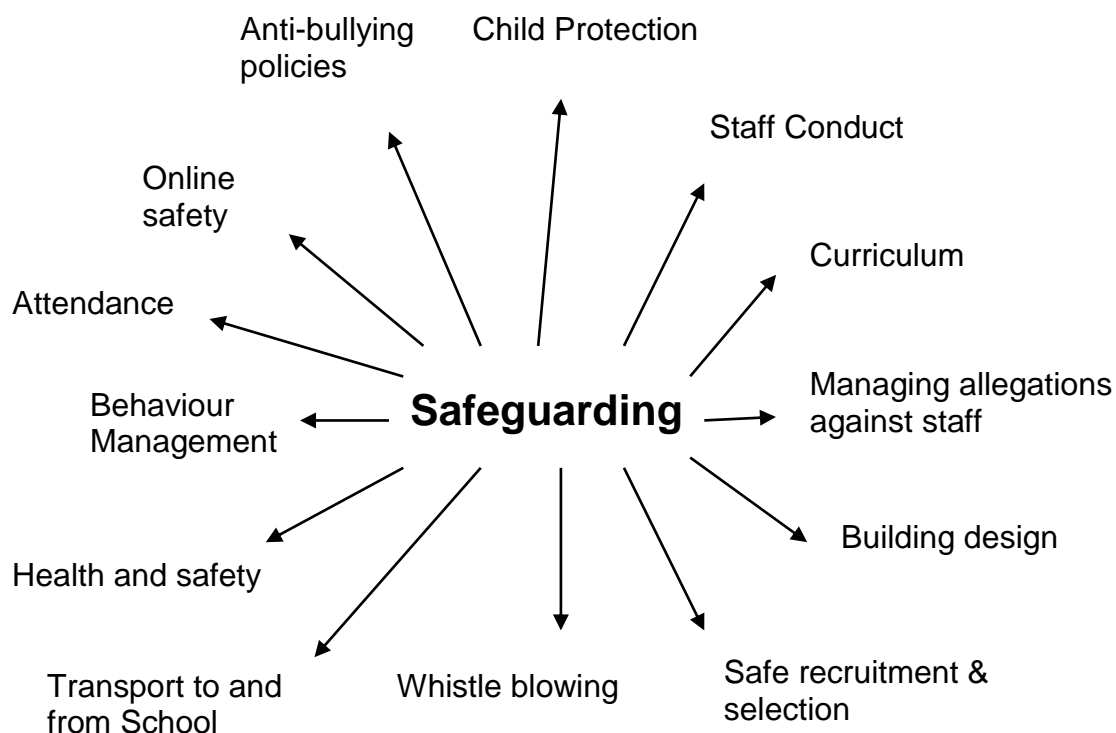 Anti-bullying
policies
Child Protection
Staff Conduct
Online
safety
Curriculum
Attendance
Safeguarding
Behaviour
Management
Managing allegations
against staff
Building design
Health and safety
Transport to and
from School
Whistle blowing
Safe recruitment &
selection